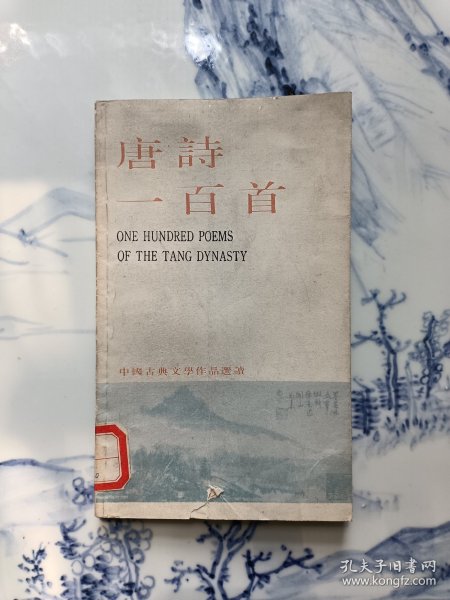 唐詩
一百首
ONE HUNDRED POEMS
OF THE TANG DYNASTY
中國古典文學作品選讀
孔夫子旧书网
www.kongfz.com